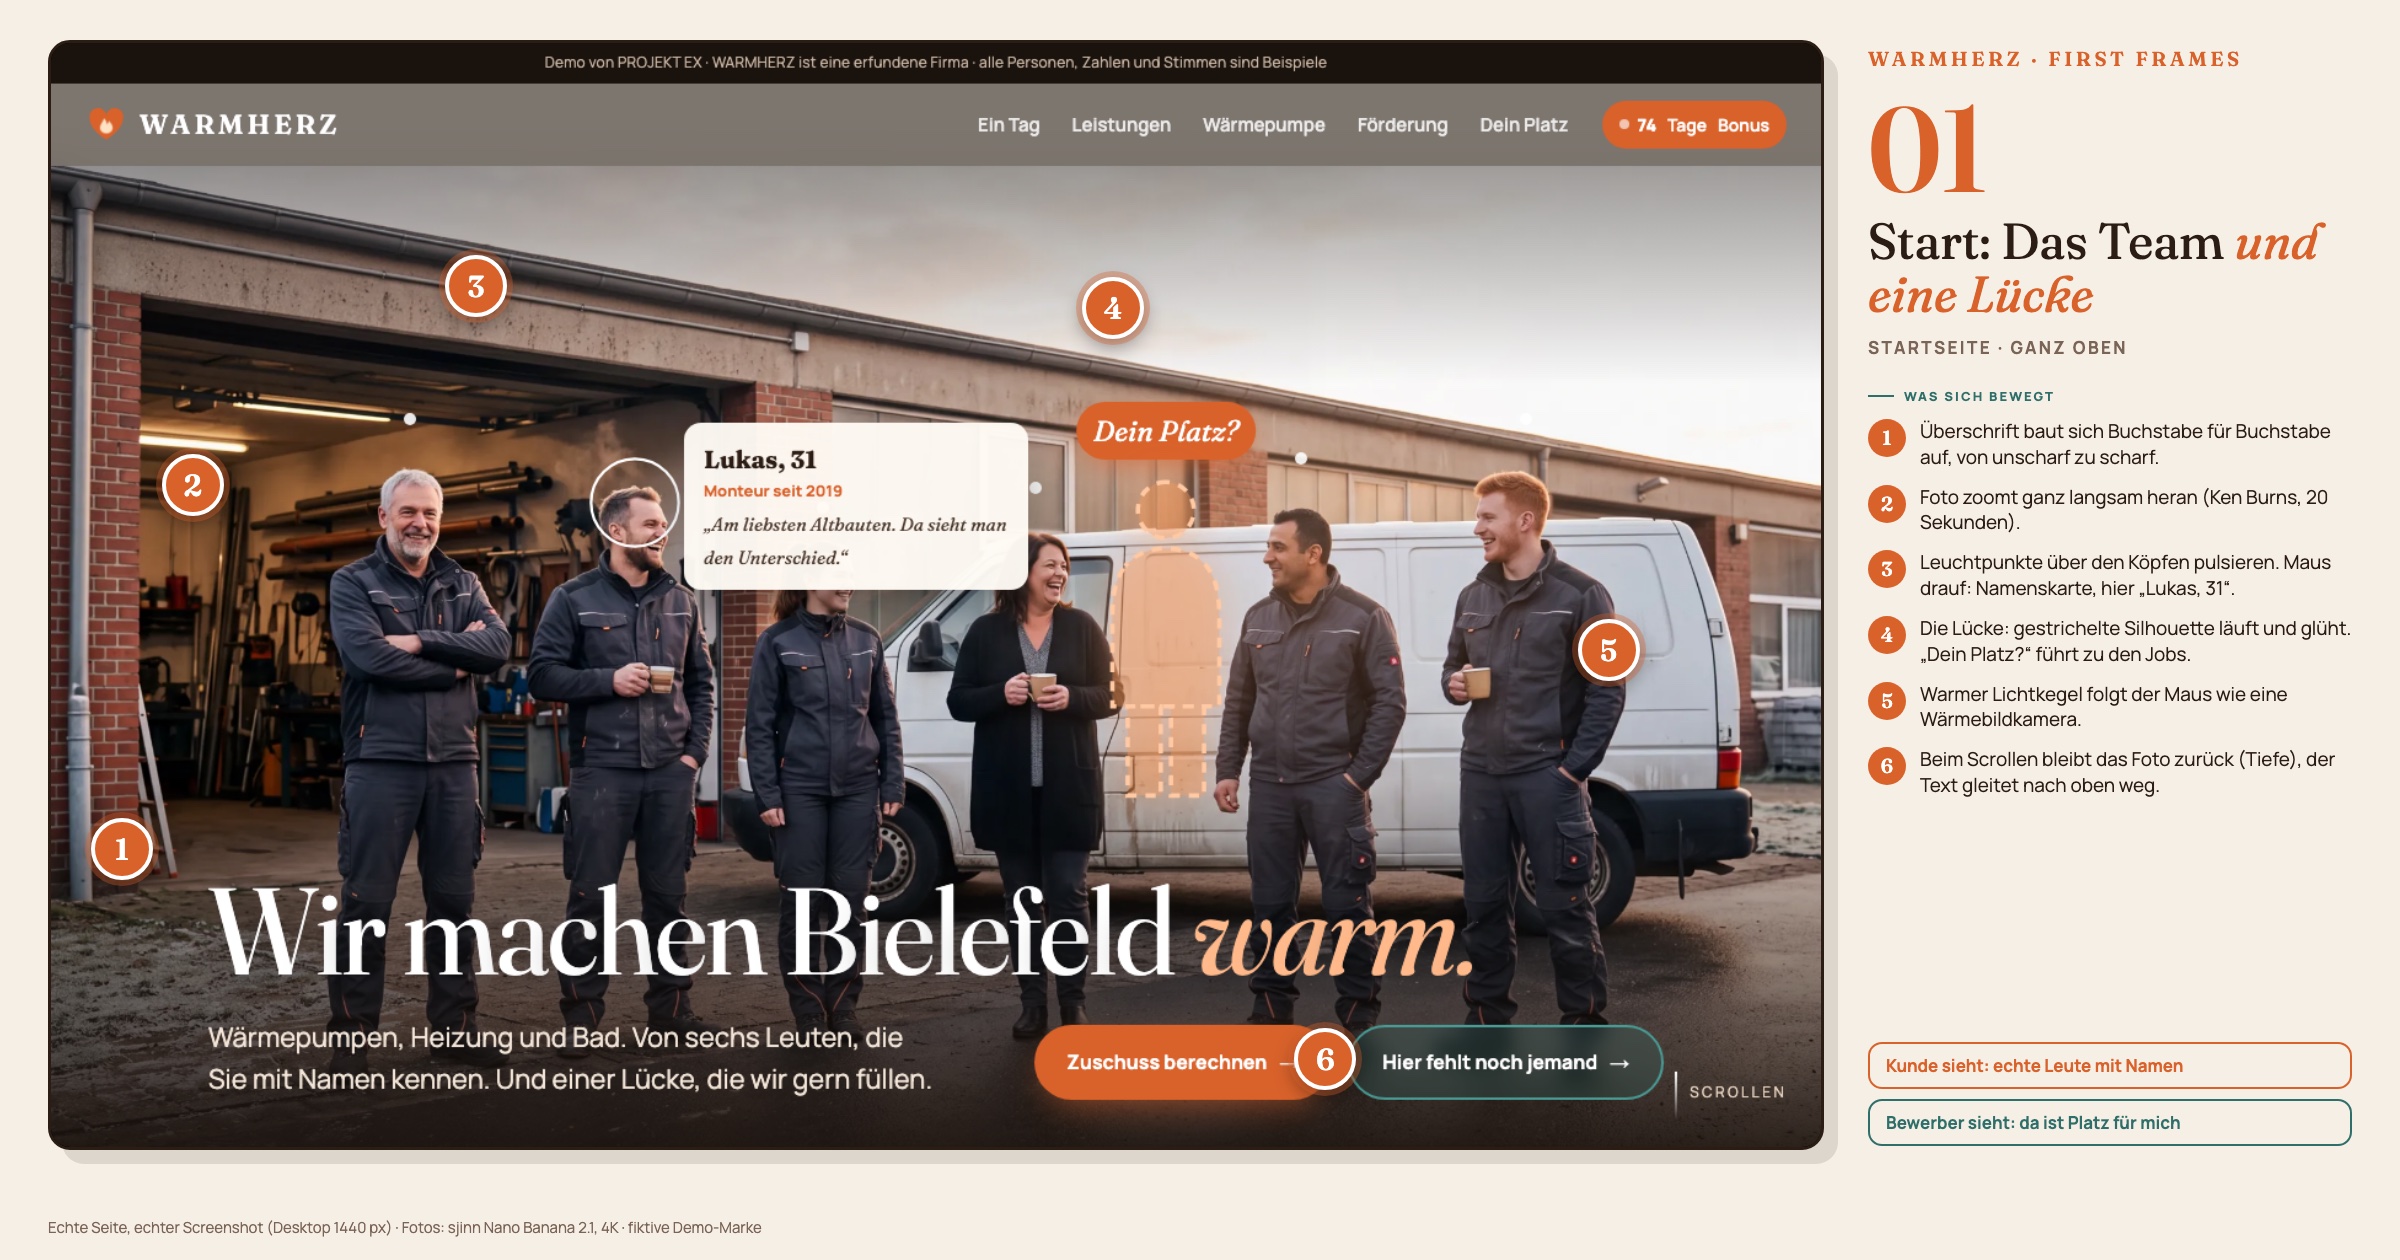 Demo von PROJEKT EX · WARMHERZ ist eine erfundene Firma · alle Personen, Zahlen und Stimmen sind Beispiele
WARMHERZ
Ein Tag Leistungen Wärmepumpe Förderung Dein Platz 74 Tage Bonus
3
4
Dein Platz?
2
Lukas, 31
Monteur seit 2019
„Am liebsten Altbauten. Da sieht man
den Unterschied.“
5
1
Wir machen Bielefeld warm.
Wärmepumpen, Heizung und Bad. Von sechs Leuten, die
Sie mit Namen kennen. Und einer Lücke, die wir gern füllen.
Zuschuss berechnen →
6
Hier fehlt noch jemand →
SCROLLEN
WARMHERZ · FIRST FRAMES
01
Start: Das Team und
eine Lücke
STARTSEITE · GANZ OBEN
WAS SICH BEWEGT
1 Überschrift baut sich Buchstabe für Buchstabe
auf, von unscharf zu scharf.
2 Foto zoomt ganz langsam heran (Ken Burns, 20
Sekunden).
3 Leuchtpunkte über den Köpfen pulsieren. Maus
drauf: Namenskarte, hier „Lukas, 31“.
4 Die Lücke: gestrichelte Silhouette läuft und glüht.
„Dein Platz?“ führt zu den Jobs.
5 Warmer Lichtkegel folgt der Maus wie eine
Wärmebildkamera.
6 Beim Scrollen bleibt das Foto zurück (Tiefe), der
Text gleitet nach oben weg.
Kunde sieht: echte Leute mit Namen
Bewerber sieht: da ist Platz für mich
Echte Seite, echter Screenshot (Desktop 1440 px) · Fotos: sjinn Nano Banana 2.1, 4K · fiktive Demo-Marke